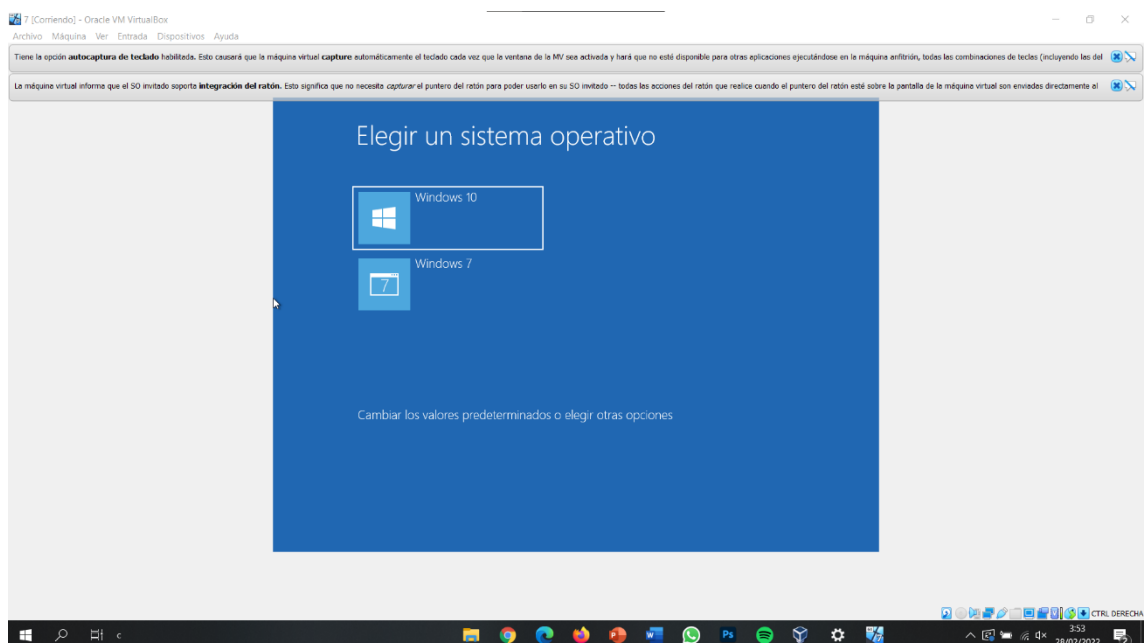 7 [Corriendo] - Oracle VM VirtualBox
Archivo Máquina Ver Entrada Dispositivos Ayuda
Tiene la opción autocaptura de teclado habilitada. Esto causará que la máquina virtual capture automáticamente el teclado cada vez que la ventana de la MV sea activada y hará que no esté disponible para otras aplicaciones ejecutándose en la máquina anfitrión, todas las combinaciones de teclas (incluyendo las del
La máquina virtual informa que el SO invitado soporta integración del ratón. Esto significa que no necesita capturar el puntero del ratón para poder usarlo en su SO invitado -- todas las acciones del ratón que realice cuando el puntero del ratón esté sobre la pantalla de la máquina virtual son enviadas directamente al
Elegir un sistema operativo
Windows 10
7
Windows 7
Cambiar los valores predeterminados o elegir otras opciones
CTRL DERECHA
Ps
3:53
28/02/2022